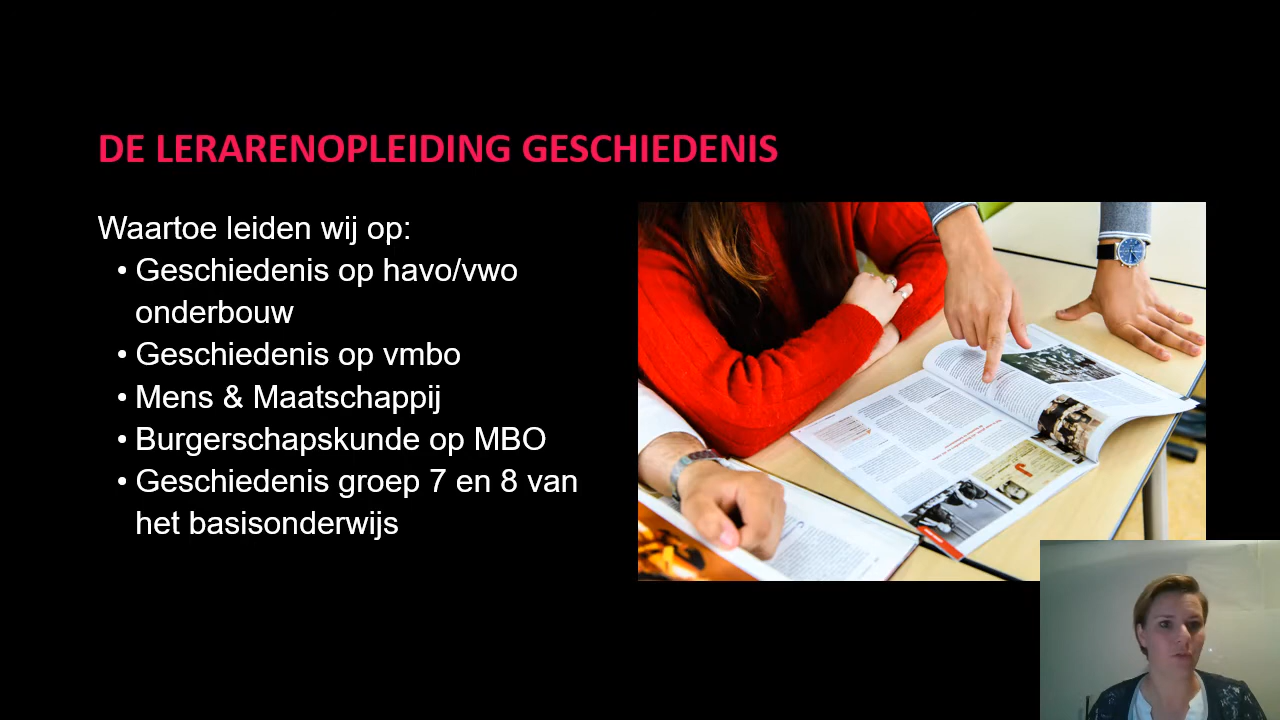 DE LERARENOPLEIDING GESCHIEDENIS
Waartoe leiden wij op:
• Geschiedenis op havo/vwo
onderbouw
• Geschiedenis op vmbo
• Mens & Maatschappij
• Burgerschapskunde op MBO
• Geschiedenis groep 7 en 8 van
het basisonderwijs